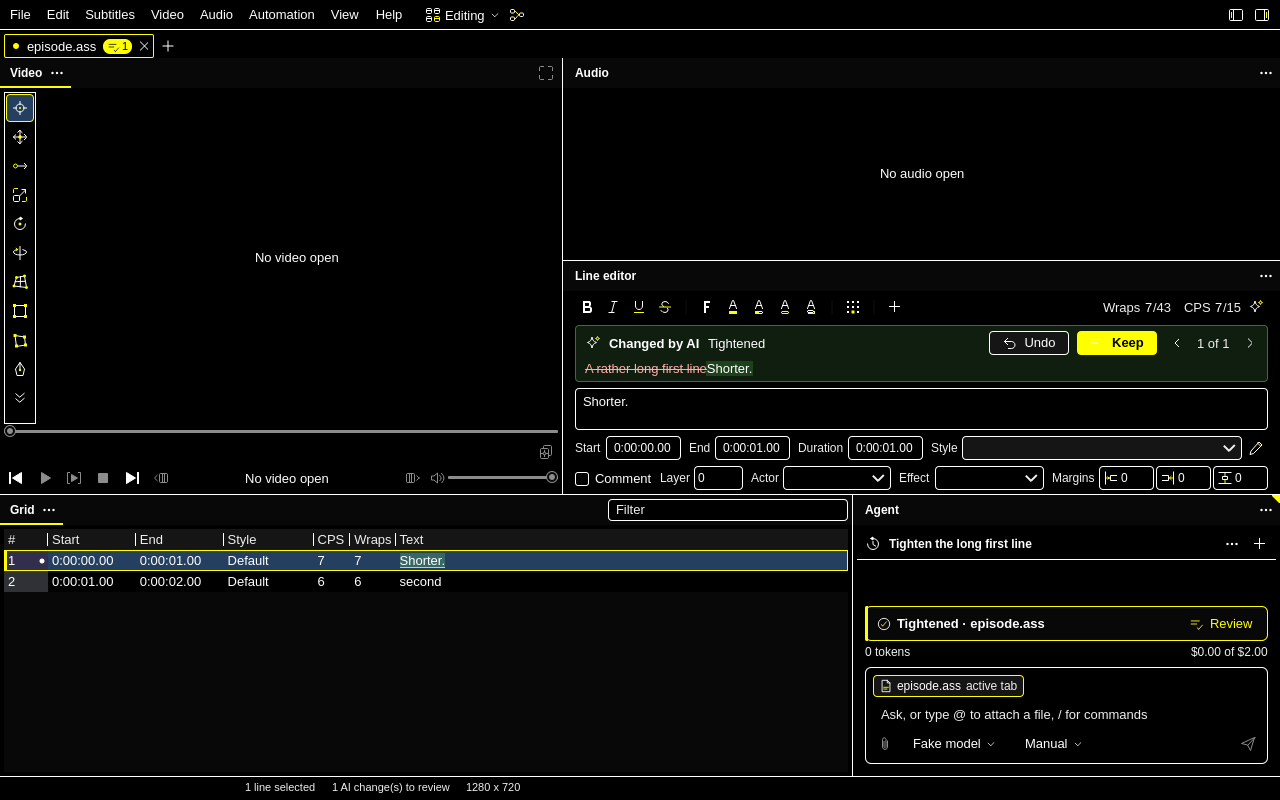 File Edit Subtitles Video Audio Automation View Help Editing
episode.ass 1
Video
Audio
No video open
No audio open
Line editor
Wraps 7/43 CPS 7/15
Changed by AI Tightened Undo Keep 1 of 1
A rather long first lineShorter.
Shorter.
Start 0:00:00.00 End 0:00:01.00 Duration 0:00:01.00 Style
Comment Layer 0 Actor Effect Margins 0 0 0
No video open
Grid Filter
# Start End Style CPS Wraps Text
1 0:00:00.00 0:00:01.00 Default 7 7 Shorter.
2 0:00:01.00 0:00:02.00 Default 6 6 second
Agent
Tighten the long first line
Tightened · episode.ass Review
0 tokens $0.00 of $2.00
episode.ass active tab
Ask, or type @ to attach a file, / for commands
Fake model Manual
1 line selected 1 AI change(s) to review 1280 x 720